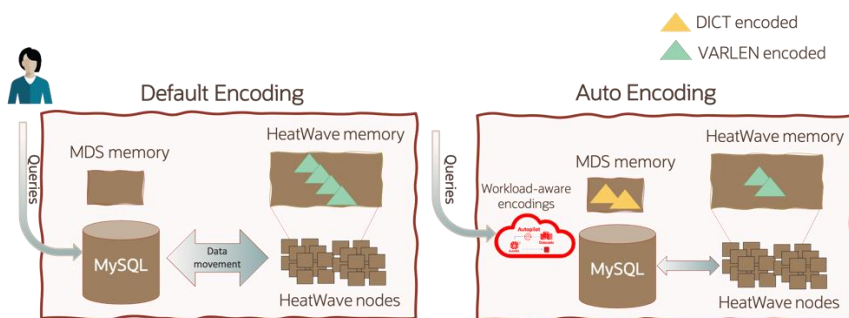 DICT encoded
VARLEN encoded
Default Encoding
Queries
MDS memory
HeatWave memory
MySQL
Data
movement
HeatWave nodes
Auto Encoding
Queries
Workload-aware
encodings
Autopilot
MDS memory
HeatWave memory
MySQL
HeatWave nodes